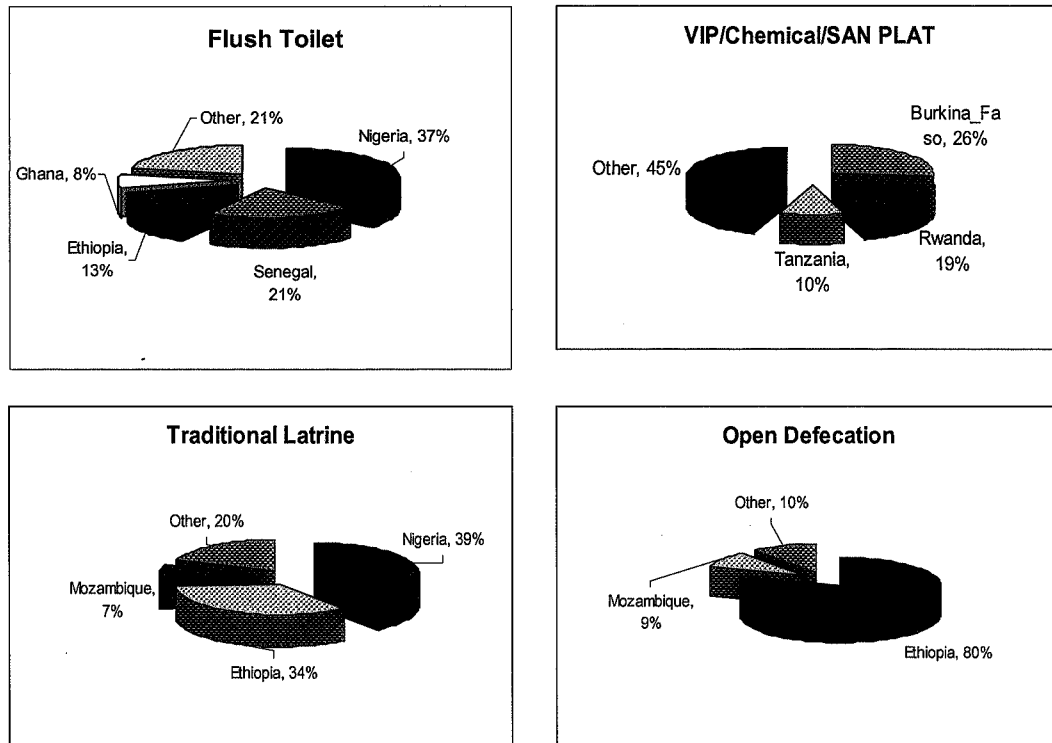 Flush Toilet
Other, 21%
Nigeria, 37%
Ghana, 8%
Ethiopia,
13%
Senegal,
21%
VIP/Chemical/SAN PLAT
Burkina_Fa
so, 26%
Other, 45%
Rwanda,
19%
Tanzania,
10%
Traditional Latrine
Other, 20%
Nigeria, 39%
Mozambique,
7%
Ethiopia, 34%
Open Defecation
Other, 10%
Mozambique,
9%
Ethiopia, 80%